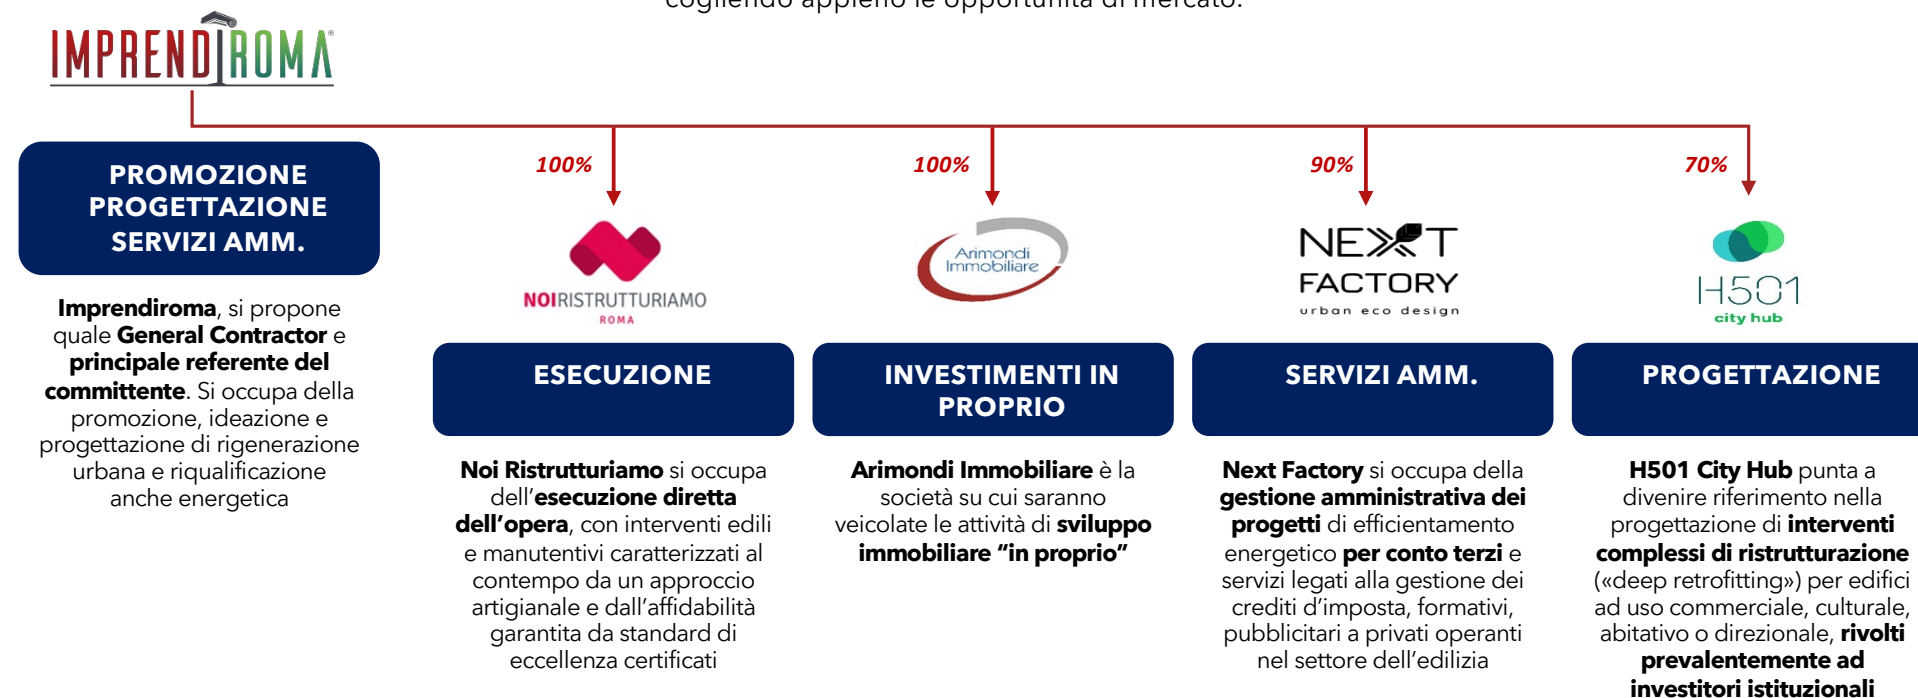 cogliendo appieno le opportunità di mercato.
IMPRENDIROMA®
PROMOZIONE
PROGETTAZIONE
SERVIZI AMM.
Imprendiroma, si propone
quale General Contractor e
principale referente del
committente. Si occupa della
promozione, ideazione e
progettazione di rigenerazione
urbana e riqualificazione
anche energetica
100%
NOIRISTRUTTURIAMO
ROMA
ESECUZIONE
Noi Ristrutturiamo si occupa
dell’esecuzione diretta
dell’opera, con interventi edili
e manutentivi caratterizzati al
contempo da un approccio
artigianale e dall’affidabilità
garantita da standard di
eccellenza certificati
100%
Arimondi
Immobiliare
INVESTIMENTI IN
PROPRIO
Arimondi Immobiliare è la
società su cui saranno
veicolate le attività di sviluppo
immobiliare “in proprio”
90%
NEXT
FACTORY
urban eco design
SERVIZI AMM.
Next Factory si occupa della
gestione amministrativa dei
progetti di efficientamento
energetico per conto terzi e
servizi legati alla gestione dei
crediti d’imposta, formativi,
pubblicitari a privati operanti
nel settore dell’edilizia
70%
H501
city hub
PROGETTAZIONE
H501 City Hub punta a
divenire riferimento nella
progettazione di interventi
complessi di ristrutturazione
(«deep retrofitting») per edifici
ad uso commerciale, culturale,
abitativo o direzionale, rivolti
prevalentemente ad
investitori istituzionali